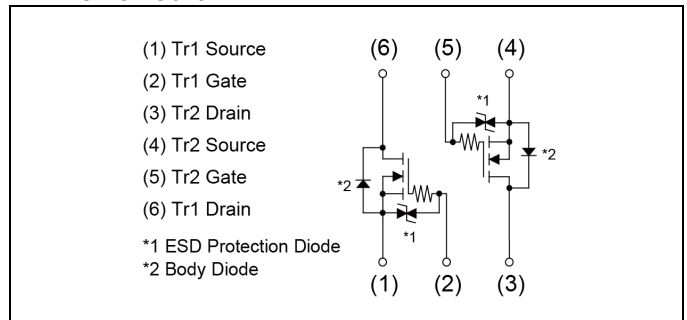 (1) Tr1 Source
(2) Tr1 Gate
(3) Tr2 Drain
(4) Tr2 Source
(5) Tr2 Gate
(6) Tr1 Drain
*1 ESD Protection Diode
*2 Body Diode
(6) (5) (4)
*1
*2
*2
*1
(1) (2) (3)